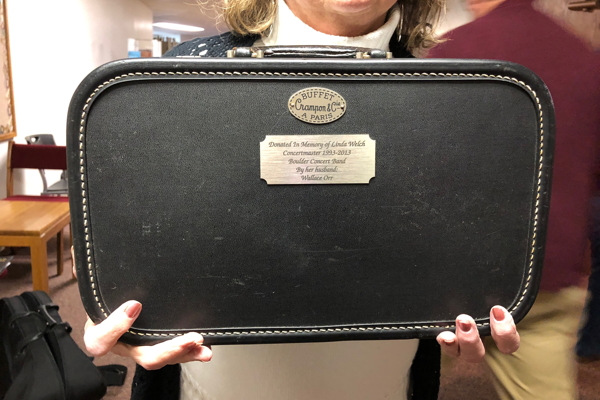 BUFFET
Crampon & Cie
A PARIS
Donated In Memory of Linda Welch
Concertmaster 1993-2013
Boulder Concert Band
By her husband,
Wallace Orr